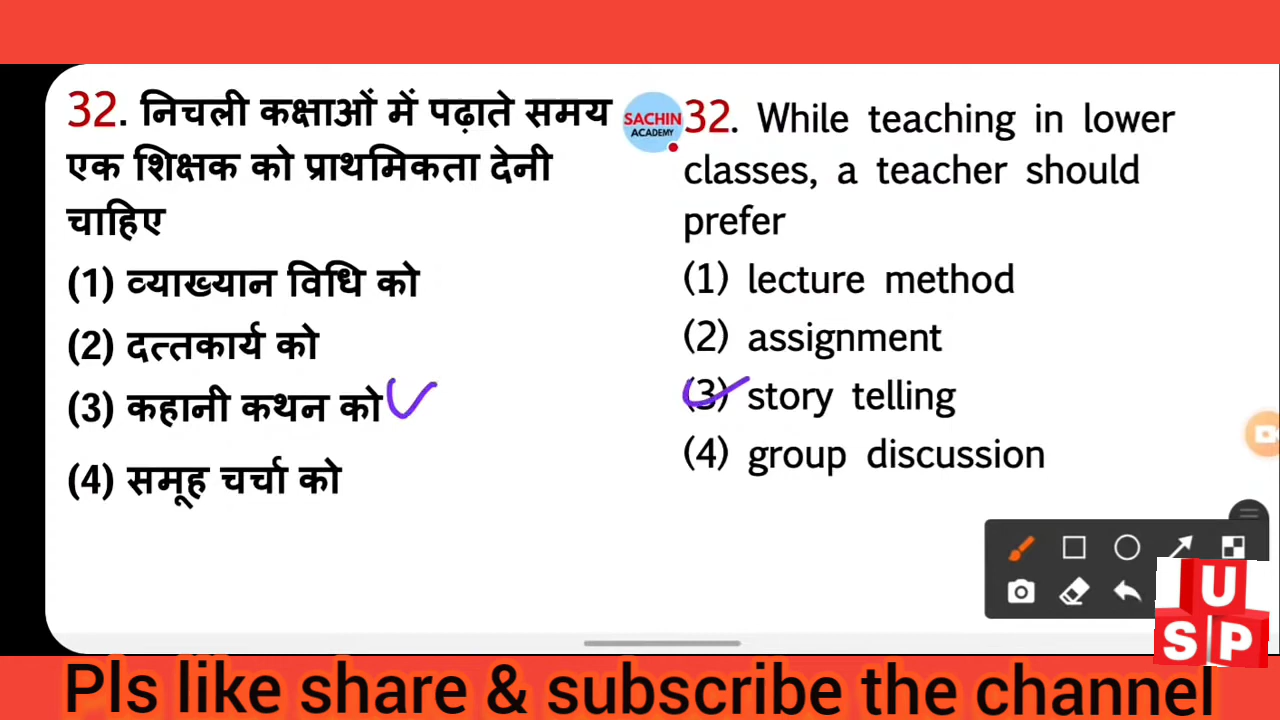 32. निचली कक्षाओं में पढ़ाते समय
एक शिक्षक को प्राथमिकता देनी
चाहिए
(1) व्याख्यान विधि को
(2) दत्तकार्य को
(3) कहानी कथन को
(4) समूह चर्चा को
SACHIN
ACADEMY
32. While teaching in lower
classes, a teacher should
prefer
(1) lecture method
(2) assignment
(3) story telling
(4) group discussion
U
S P
Pls like share & subscribe the channel